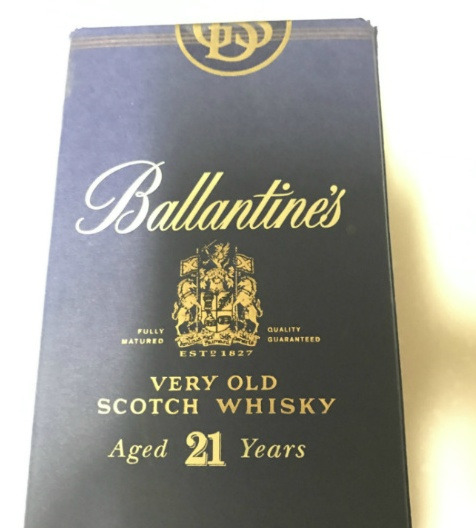 Ballantine's
FULLY MATURED
QUALITY GUARANTEED
ESTD 1827
VERY OLD
SCOTCH WHISKY
Aged 21 Years